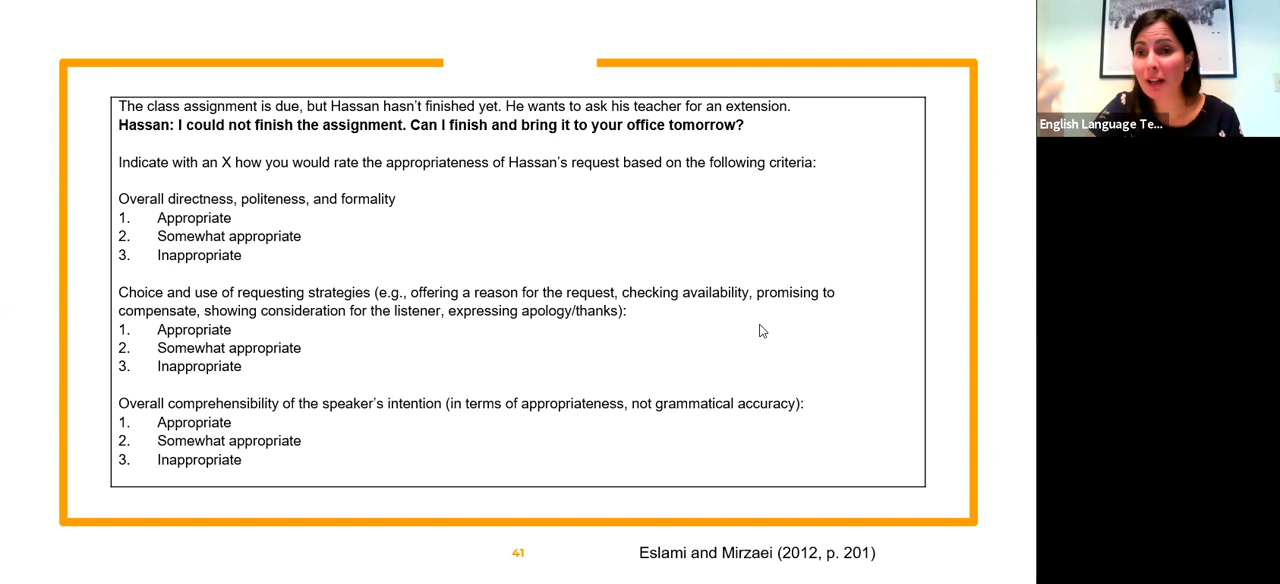 The class assignment is due, but Hassan hasn't finished yet. He wants to ask his teacher for an extension.
Hassan: I could not finish the assignment. Can I finish and bring it to your office tomorrow?
Indicate with an X how you would rate the appropriateness of Hassan's request based on the following criteria:
Overall directness, politeness, and formality
1. Appropriate
2. Somewhat appropriate
3. Inappropriate
Choice and use of requesting strategies (e.g., offering a reason for the request, checking availability, promising to
compensate, showing consideration for the listener, expressing apology/thanks):
1. Appropriate
2. Somewhat appropriate
3. Inappropriate
Overall comprehensibility of the speaker's intention (in terms of appropriateness, not grammatical accuracy):
1. Appropriate
2. Somewhat appropriate
3. Inappropriate
41
Eslami and Mirzaei (2012, p. 201)
English Language Te...